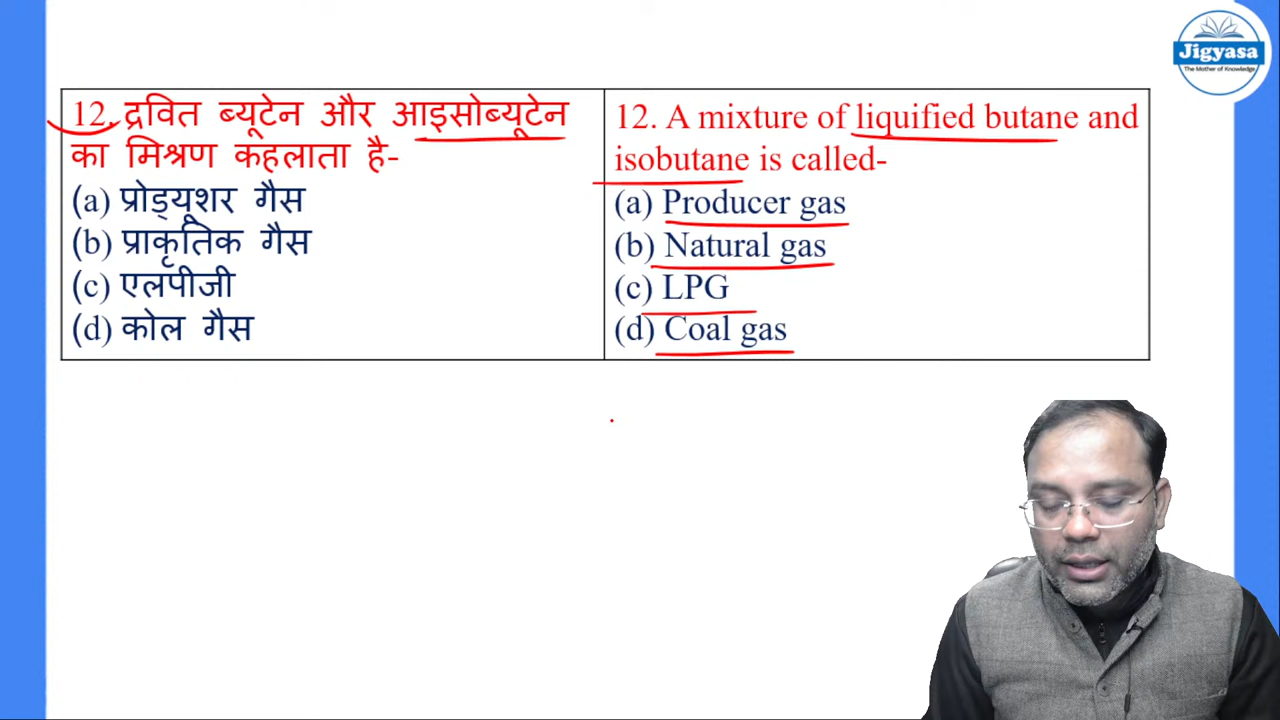 Jigyasa
The Mother of Knowledge
12. द्रवित ब्यूटेन और आइसोब्यूटेन
का मिश्रण कहलाता है-
(a) प्रोड्यूशर गैस
(b) प्राकृतिक गैस
(c) एलपीजी
(d) कोल गैस
12. A mixture of liquified butane and
isobutane is called-
(a) Producer gas
(b) Natural gas
(c) LPG
(d) Coal gas